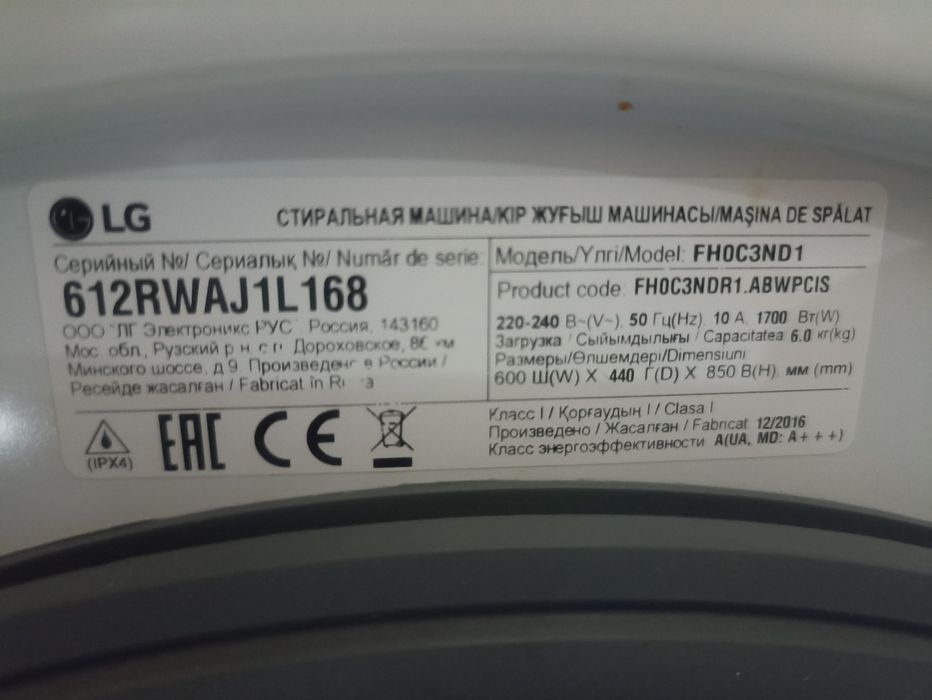 LG
СТИРАЛЬНАЯ МАШИНА/КІР ЖУҒЫШ МАШИНАСЫ/MAȘINA DE SPĂLAT
Серийный №/ Сериалық №/ Număr de serie:
612RWAJ1L168
ООО "ЛГ Электроникс РУС" Россия, 143160
Мос. обл., Рузский Дороховское, 86 км
Минского шоссе, д 9. Произведено в России /
Ресейде жасалған / Fabricat în
Модель/Үлгі/Model: FH0C3ND1
Product code: FH0C3NDR1.ABWPCIS
220-240 В~(V~), 50 Гц(Hz), 10 А, 1700 Вт(W)
Загрузка / Сыйымдылығы / Capacitatea 6.0 кг(kg)
Размеры/Өлшемдері/Dimensiuni
600 Ш(W) X 440 Г(D) X 850 В(H), мм (mm)
(IPX4)
EAC CE
Класс I / Қорғаудың I / Clasa I
Произведено / Жасалған / Fabricat 12/2016
Класс энергоэффективности A(UA, MD: A+++)